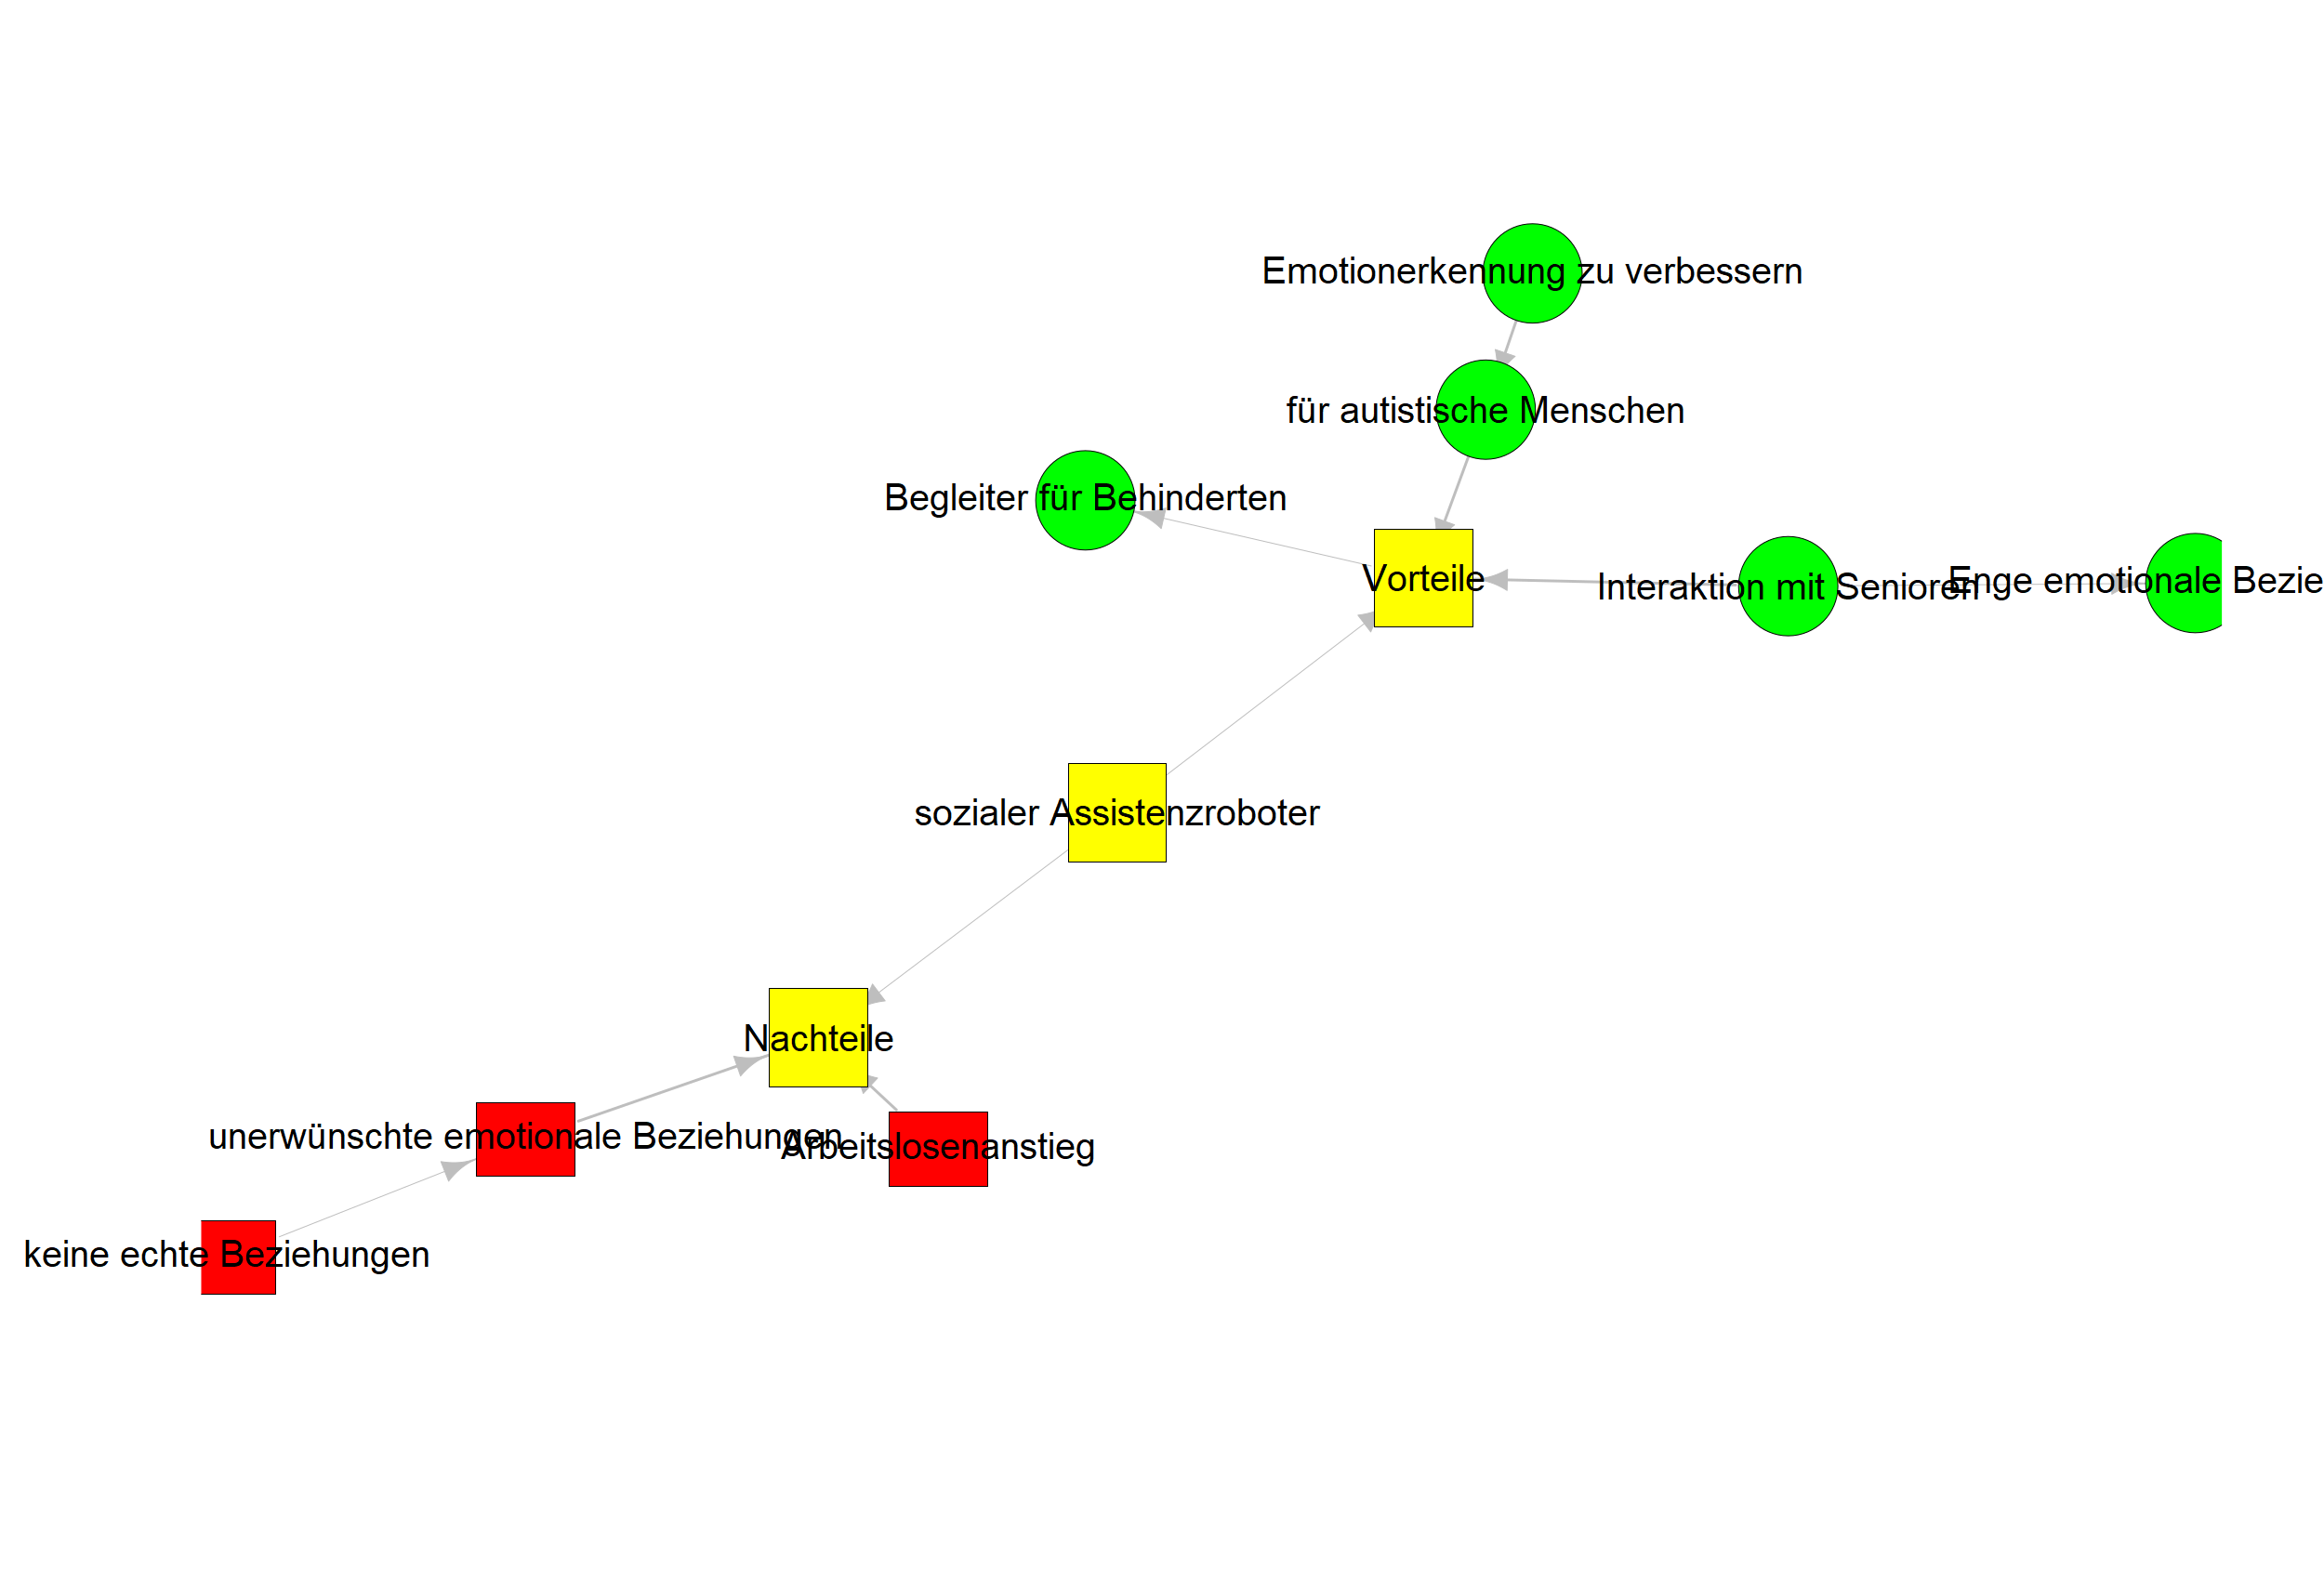 Emotionerkennung zu verbessern
für autistische Menschen
Begleiter für Behinderten
Vorteile
Interaktion mit Senioren
Enge emotionale Bezie
sozialer Assistenzroboter
Nachteile
unerwünschte emotionale Beziehungen
Arbeitslosenanstieg
keine echte Beziehungen